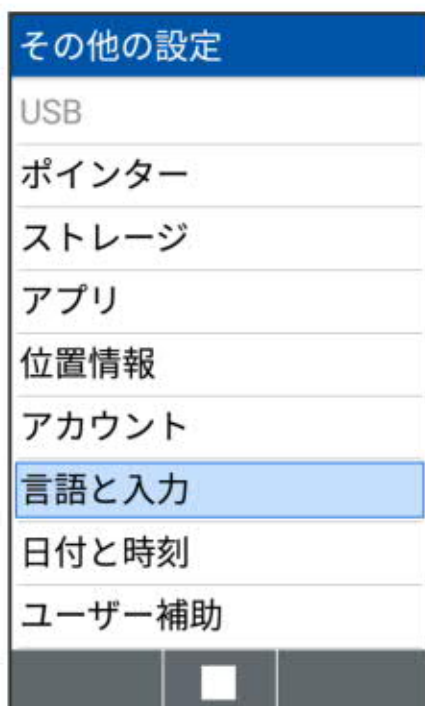 その他の設定
USB
ポインター
ストレージ
アプリ
位置情報
アカウント
言語と入力
日付と時刻
ユーザー補助